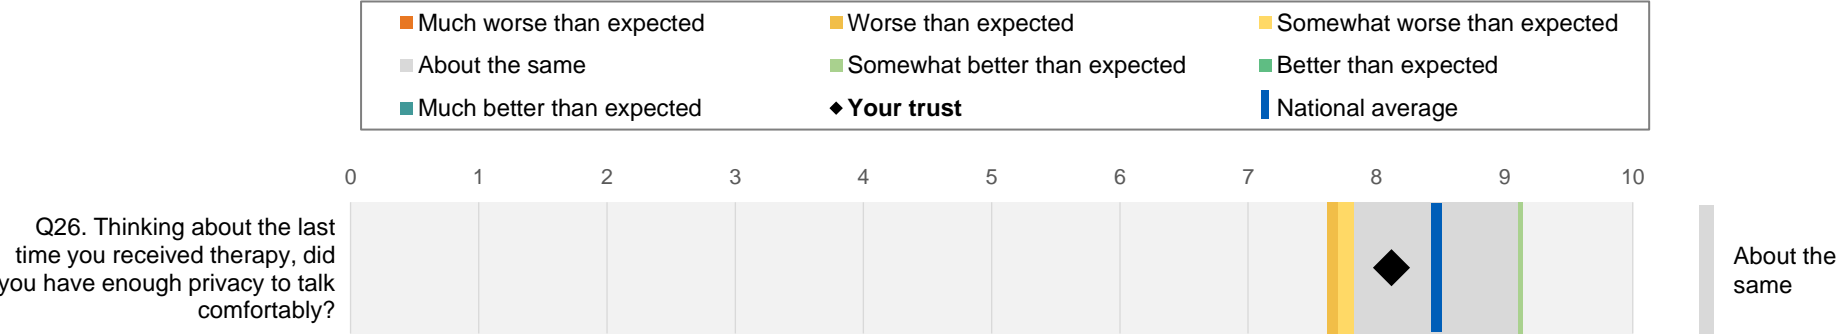 Much worse than expected
Worse than expected
Somewhat worse than expected
About the same
Somewhat better than expected
Better than expected
Much better than expected
Your trust
National average
0 1 2 3 4 5 6 7 8 9 10
Q26. Thinking about the last
time you received therapy, did
you have enough privacy to talk
comfortably?
About the
same